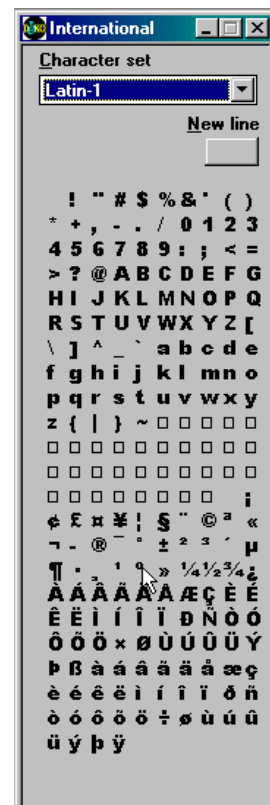 International
Character set
Latin-1
New line
! " # $ % & ' ( )
* + , - . / 0 1 2 3
4 5 6 7 8 9 : ; < =
> ? @ A B C D E F G
H I J K L M N O P Q
R S T U V W X Y Z [
\ ] ^ _ ` a b c d e
f g h i j k l m n o
p q r s t u v w x y
z { | } ~ □ □ □ □ □
□ □ □ □ □ □ □ □ □ □
□ □ □ □ □ □ □ □ □ □
□ □ □ □ □ □ □ □ ¡
¢ £ ¤ ¥ ¦ § ¨ © ª «
¬ - ® ¯ ° ± ² ³ ´ µ
¶ · ¸ ¹ º » ¼ ½ ¾ ¿
À Á Â Ã Ä Å Æ Ç È É
Ê Ë Ì Í Î Ï Ð Ñ Ò Ó
Ô Õ Ö × Ø Ù Ú Û Ü Ý
Þ ß à á â ã ä å æ ç
è é ê ë ì í î ï ð ñ
ò ó ô õ ö ÷ ø ù ú û
ü ý þ ÿ